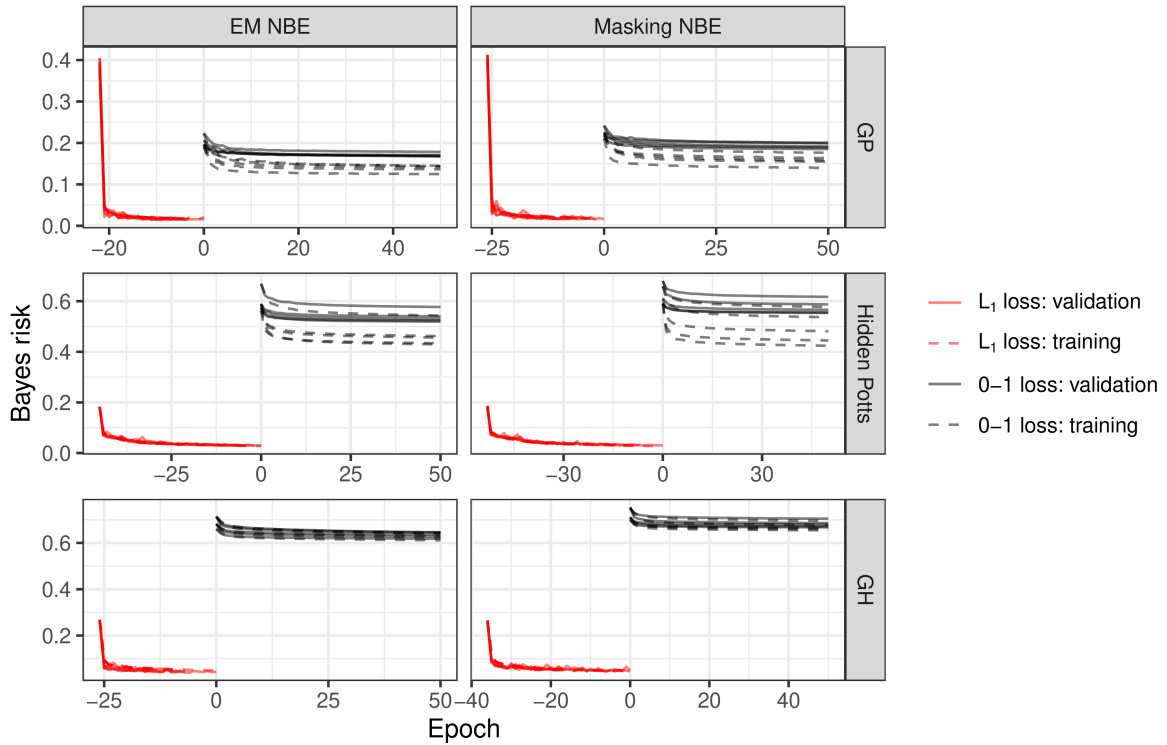 EM NBE
Masking NBE
0.4
0.3
0.2
0.1
0.0
−20 0 20 40
−25 0 25 50
GP
0.6
0.4
0.2
0.0
−25 0 25 50
−30 0 30
Hidden Potts
0.6
0.4
0.2
−25 0 25 50
−40 −20 0 20 40
GH
Bayes risk
Epoch
L₁ loss: validation
L₁ loss: training
0−1 loss: validation
0−1 loss: training